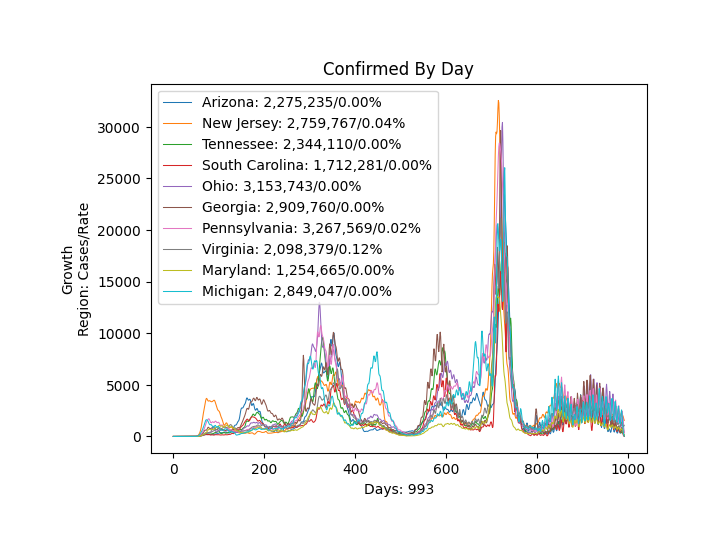 Confirmed By Day
Growth
Region: Cases/Rate
30000
25000
20000
15000
10000
5000
0
Arizona: 2,275,235/0.00%
New Jersey: 2,759,767/0.04%
Tennessee: 2,344,110/0.00%
South Carolina: 1,712,281/0.00%
Ohio: 3,153,743/0.00%
Georgia: 2,909,760/0.00%
Pennsylvania: 3,267,569/0.02%
Virginia: 2,098,379/0.12%
Maryland: 1,254,665/0.00%
Michigan: 2,849,047/0.00%
0 200 400 600 800 1000
Days: 993